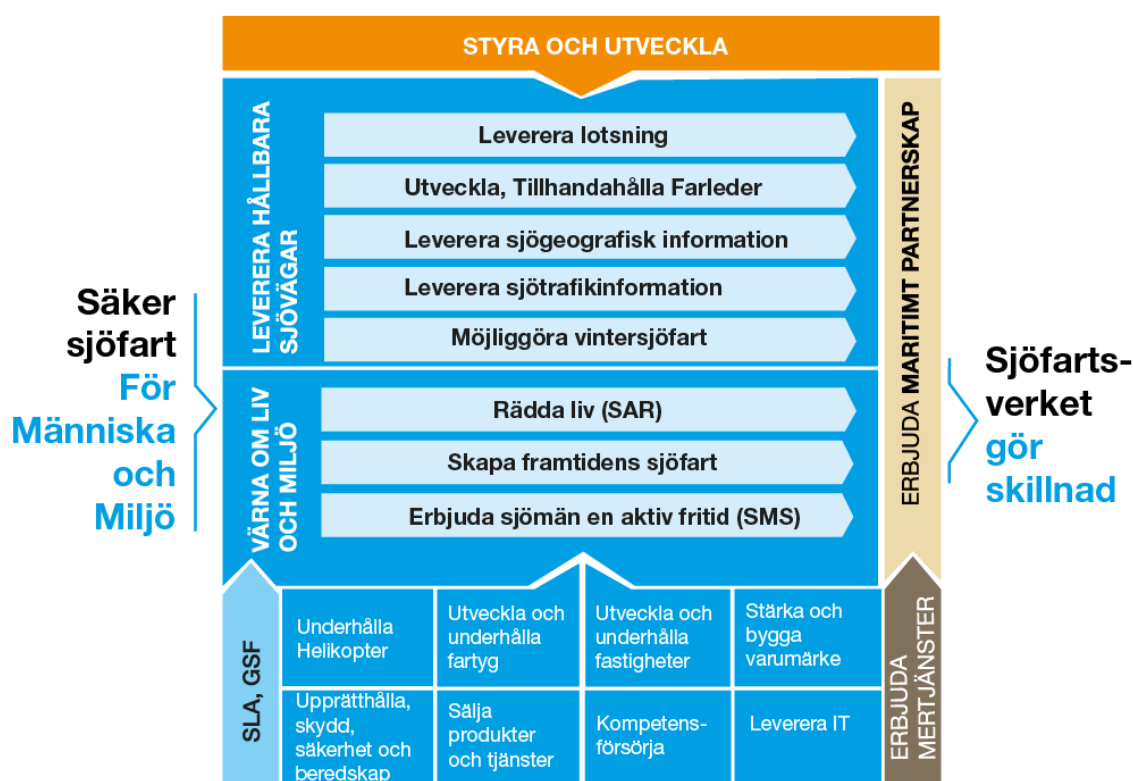 STYRA OCH UTVECKLA
LEVERERA HÅLLBARA
SJÖVÄGAR
Leverera lotsning
Utveckla, Tillhandahålla Farleder
Leverera sjögeografisk information
Leverera sjötrafikinformation
Möjliggöra vintersjöfart
VÄRNA OM LIV
OCH MILJÖ
Rädda liv (SAR)
Skapa framtidens sjöfart
Erbjuda sjömän en aktiv fritid (SMS)
Säker
sjöfart
För
Människa
och
Miljö
ERBJUDA MARITIMT PARTNERSKAP
Sjöfarts-
verket
gör
skillnad
SLA, GSF
Underhålla
Helikopter
Utveckla och
underhålla
fartyg
Utveckla och
underhålla
fastigheter
Stärka och
bygga
varumärke
Upprätthålla,
skydd,
säkerhet och
beredskap
Sälja
produkter
och tjänster
Kompetens-
försörja
Leverera IT
ERBJUDA
MERTJÄNSTER